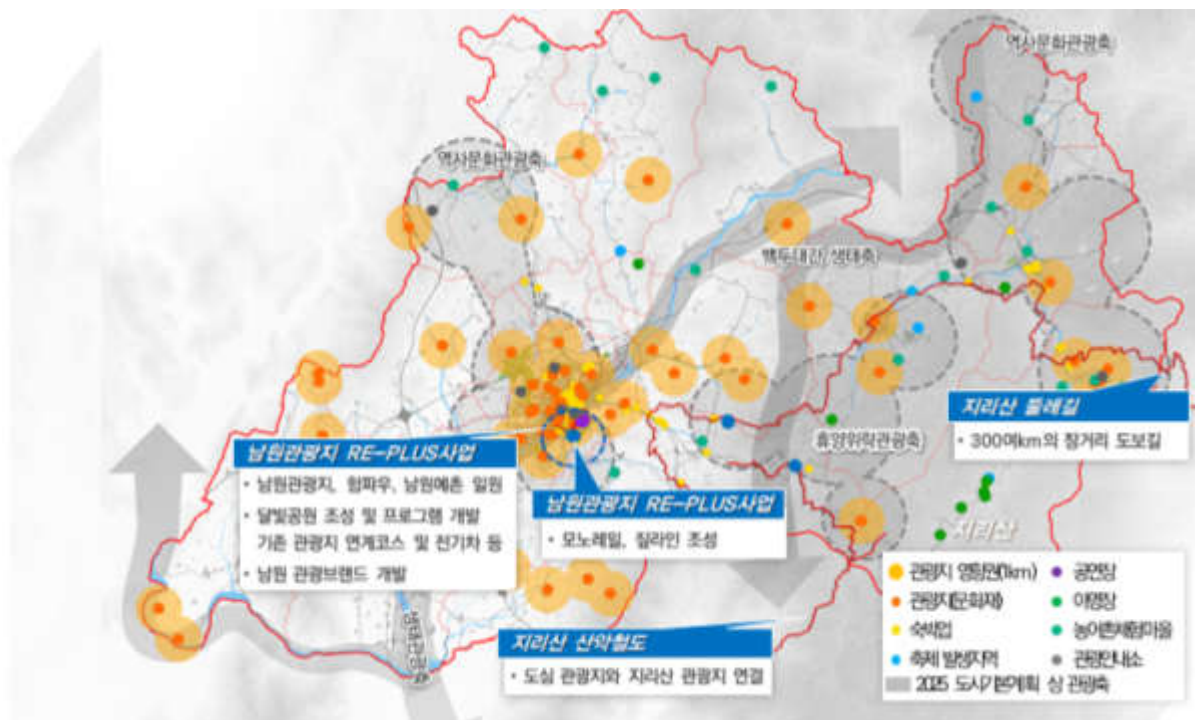 역사문화관광축
역사문화관광축
백두대간 생태축
휴양위락관광축
생태관광축
지리산
지리산 둘레길
• 300여km의 장거리 도보길
남원관광지 RE-PLUS사업
• 남원관광지, 함파우, 남원예촌 일원
• 달빛공원 조성 및 프로그램 개발
기존 관광지 연계코스 및 전기차 등
• 남원 관광브랜드 개발
남원관광지 RE-PLUS사업
• 모노레일, 짚라인 조성
지리산 산악철도
• 도심 관광지와 지리산 관광지 연결
관광지 영향권(1km)
관광지(문화재)
숙박업
축제 발생지역
2025 도시기본계획 상 관광축
공연장
야영장
농어촌체험마을
관광안내소